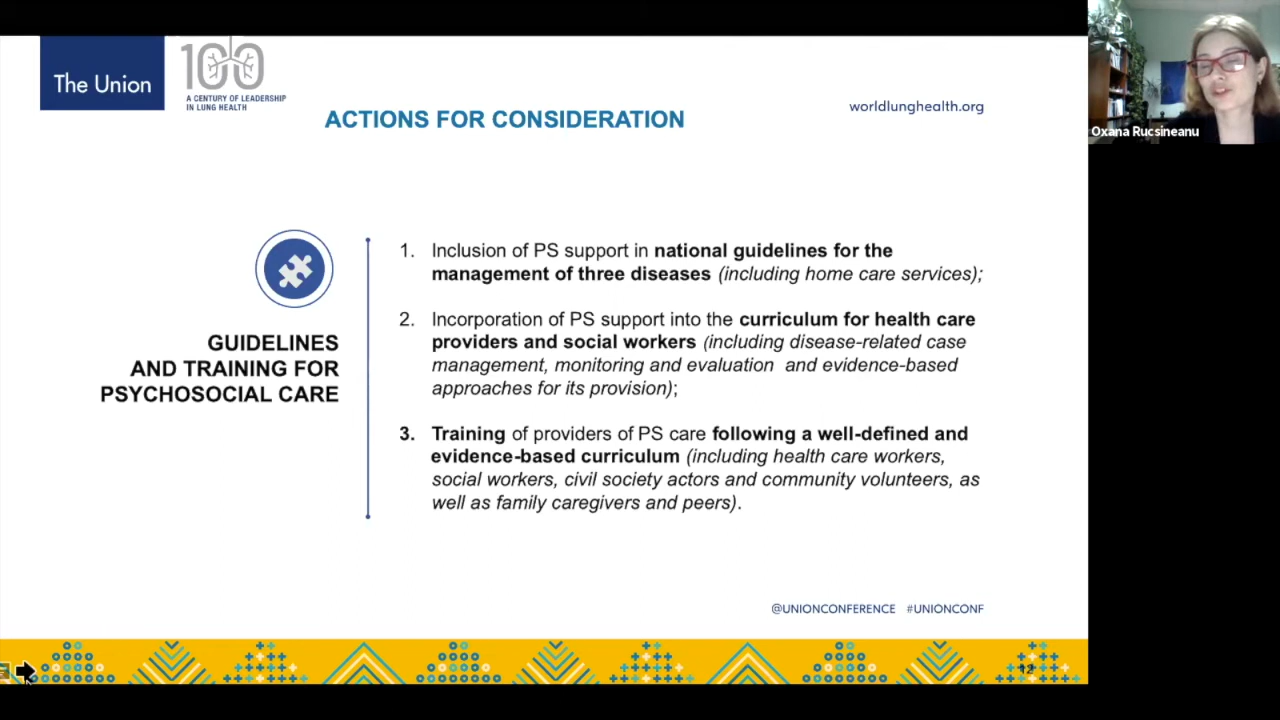 The Union
100
A CENTURY OF LEADERSHIP
IN LUNG HEALTH
ACTIONS FOR CONSIDERATION
worldlunghealth.org
Oxana Rucsineanu
GUIDELINES
AND TRAINING FOR
PSYCHOSOCIAL CARE
1. Inclusion of PS support in national guidelines for the
management of three diseases (including home care services);
2. Incorporation of PS support into the curriculum for health care
providers and social workers (including disease-related case
management, monitoring and evaluation and evidence-based
approaches for its provision);
3. Training of providers of PS care following a well-defined and
evidence-based curriculum (including health care workers,
social workers, civil society actors and community volunteers, as
well as family caregivers and peers).
@UNIONCONFERENCE #UNIONCONF
12